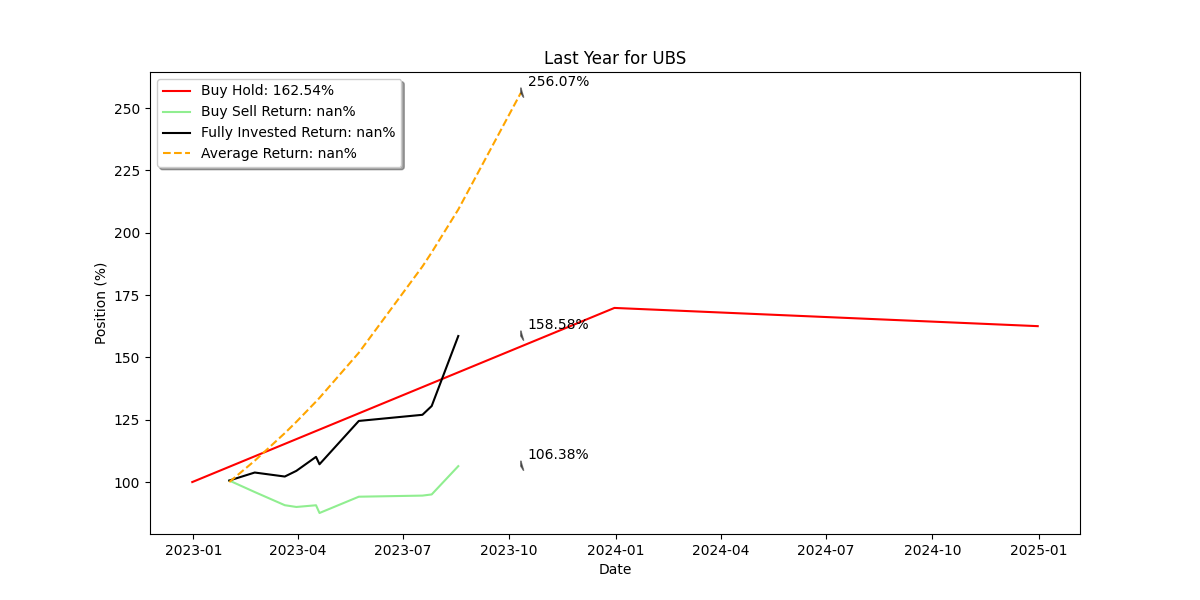 Last Year for UBS
Buy Hold: 162.54%
Buy Sell Return: nan%
Fully Invested Return: nan%
Average Return: nan%
256.07%
158.58%
106.38%
Position (%)
250
225
200
175
150
125
100
2023-01 2023-04 2023-07 2023-10 2024-01 2024-04 2024-07 2024-10 2025-01
Date